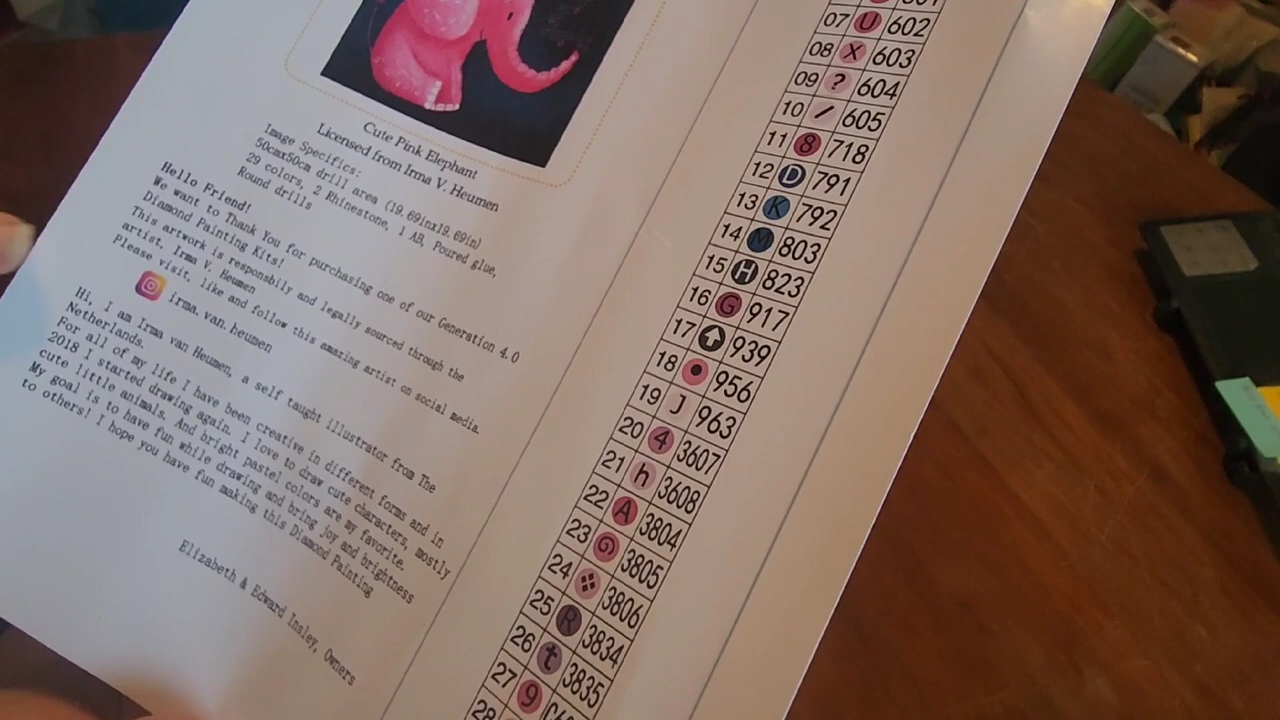 Cute Pink Elephant
Licensed from Irma V. Heumen
Image Specifics:
50cmx50cm drill area (19.69inx19.69in)
29 colors, 2 Rhinestone, 1 AB, Poured glue,
Round drills
Hello Friend!
We want to Thank You for purchasing one of our Generation 4.0
Diamond Painting Kits!
This artwork is responsbily and legally sourced through the
artist, Irma V. Heumen
Please visit, like and follow this amazing artist on social media.
irma.van.heumen
Hi, I am Irma van Heumen, a self taught illustrator from The
Netherlands.
For all of my life I have been creative in different forms and in
2018 I started drawing again. I love to draw cute characters, mostly
cute little animals. And bright pastel colors are my favorite.
My goal is to have fun while drawing and bring joy and brightness
to others! I hope you have fun making this Diamond Painting
Elizabeth & Edward Insley, Owners
07 U 602
08 X 603
09 ? 604
10 / 605
11 8 718
12 D 791
13 K 792
14 M 803
15 H 823
16 G 917
17 939
18 956
19 J 963
20 4 3607
21 h 3608
22 A 3804
23 3805
24 3806
25 R 3834
26 t 3835
27 9
28